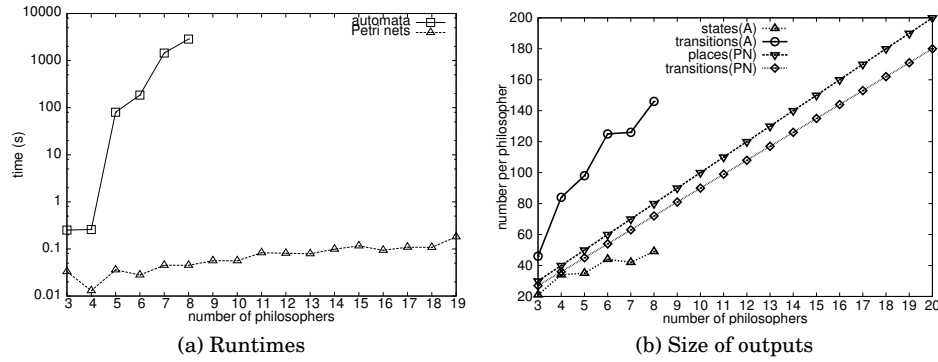 10000
1000
100
10
1
0.1
0.01
time (s)
automata
Petri nets
3 4 5 6 7 8 9 10 11 12 13 14 15 16 17 18 19
number of philosophers
(a) Runtimes
200
180
160
140
120
100
80
60
40
20
number per philosopher
states(A)
transitions(A)
places(PN)
transitions(PN)
3 4 5 6 7 8 9 10 11 12 13 14 15 16 17 18 19 20
number of philosophers
(b) Size of outputs